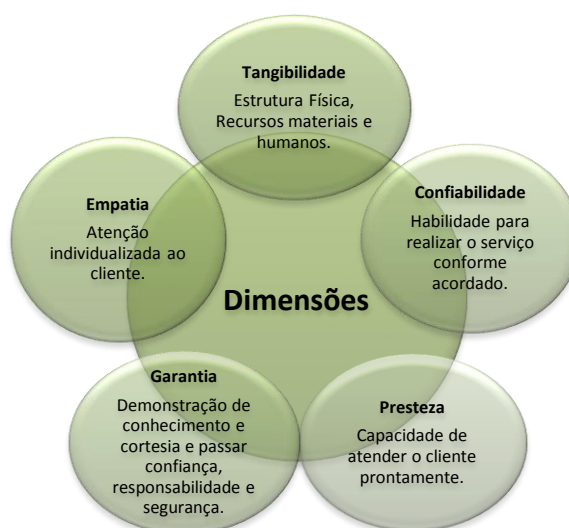 Tangibilidade
Estrutura Física,
Recursos materiais e
humanos.
Confiabilidade
Habilidade para
realizar o serviço
conforme
acordado.
Presteza
Capacidade de
atender o cliente
prontamente.
Garantia
Demonstração de
conhecimento e
cortesia e passar
confiança,
responsabilidade e
segurança.
Empatia
Atenção
individualizada ao
cliente.
Dimensões